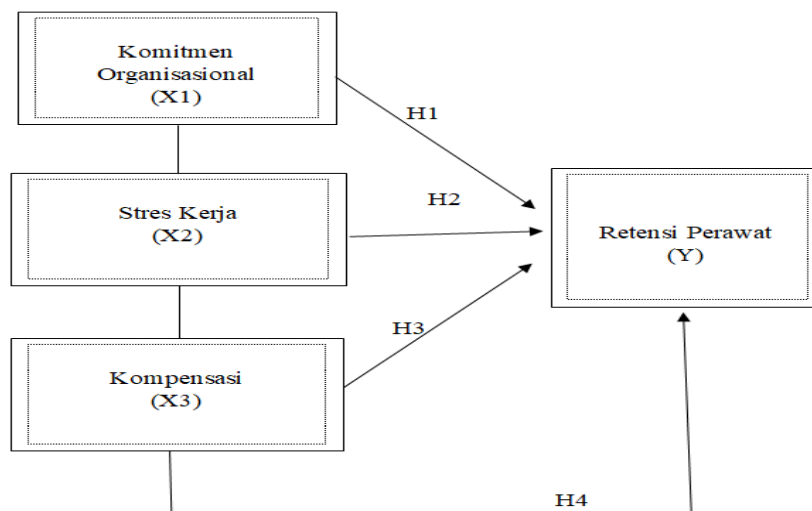 Komitmen
Organisasional
(X1)
H1
Stres Kerja
(X2)
H2
Retensi Perawat
(Y)
H3
Kompensasi
(X3)
H4